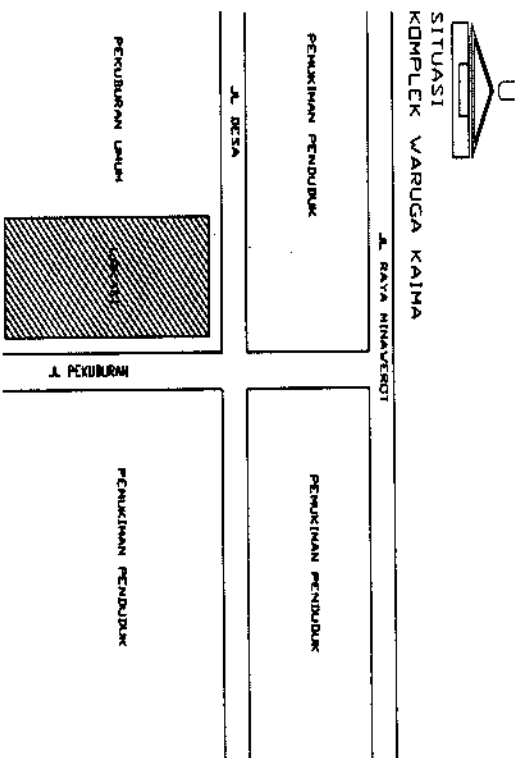 U
SITUASI
KOMPLEK WARUGA KAIMA
JL RAYA MINAWEROT
PEMUKIMAN PENDUDUK
PEMUKIMAN PENDUDUK
JL DESA
PEKUBURAN UMUM
LOKASI
JL PEKUBURAN
PEMUKIMAN PENDUDUK